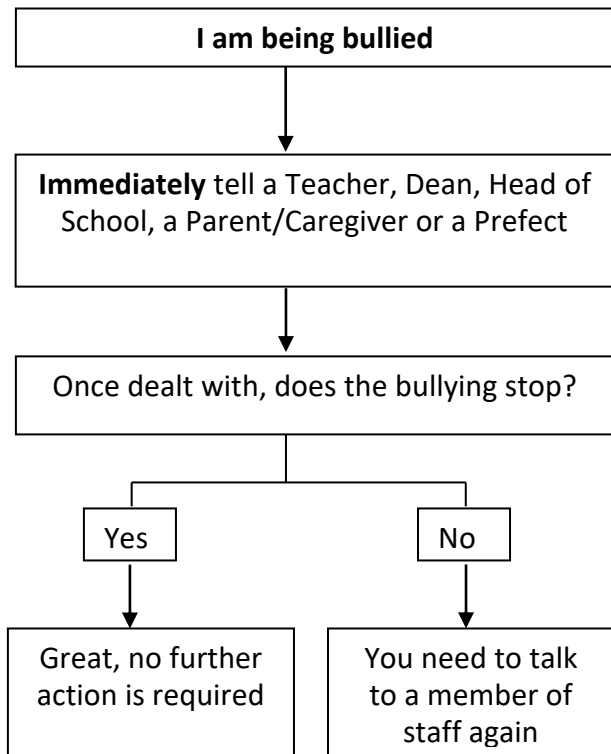 I am being bullied
Immediately tell a Teacher, Dean, Head of
School, a Parent/Caregiver or a Prefect
Once dealt with, does the bullying stop?
Yes
No
Great, no further
action is required
You need to talk
to a member of
staff again